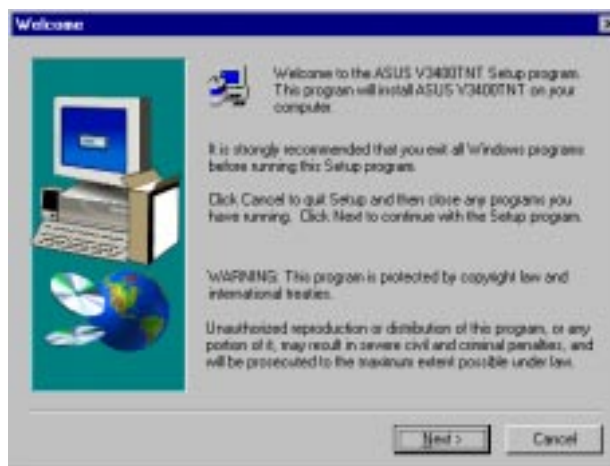 Welcome
Welcome to the ASUS V3400TNT Setup program.
This program will install ASUS V3400TNT on your
computer.
It is strongly recommended that you exit all Windows programs
before running this Setup program.
Click Cancel to quit Setup and then close any programs you
have running. Click Next to continue with the Setup program.
WARNING: This program is protected by copyright law and
international treaties.
Unauthorized reproduction or distribution of this program, or any
portion of it, may result in severe civil and criminal penalties, and
will be prosecuted to the maximum extent possible under law.
Next >
Cancel